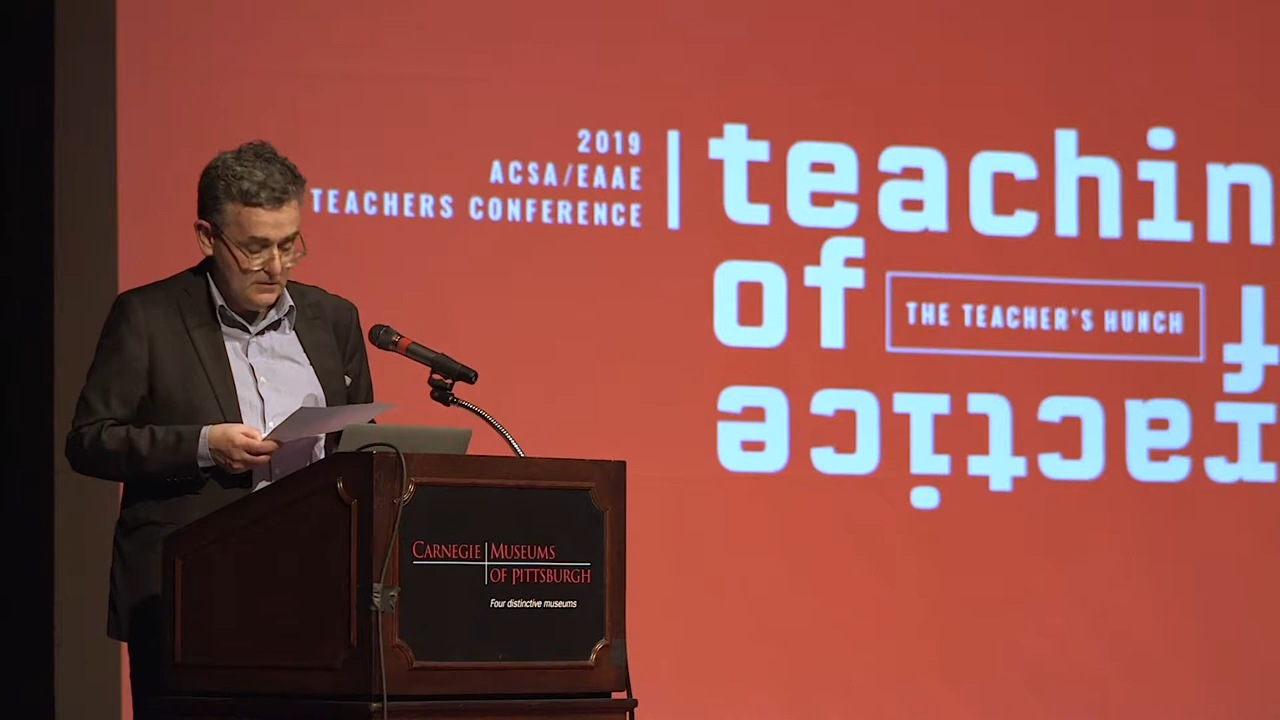 2019
ACSA/EAAE
TEACHERS CONFERENCE
teachin
of
THE TEACHER'S HUNCH
f
ractice
CARNEGIE MUSEUMS
OF PITTSBURGH
Four distinctive museums